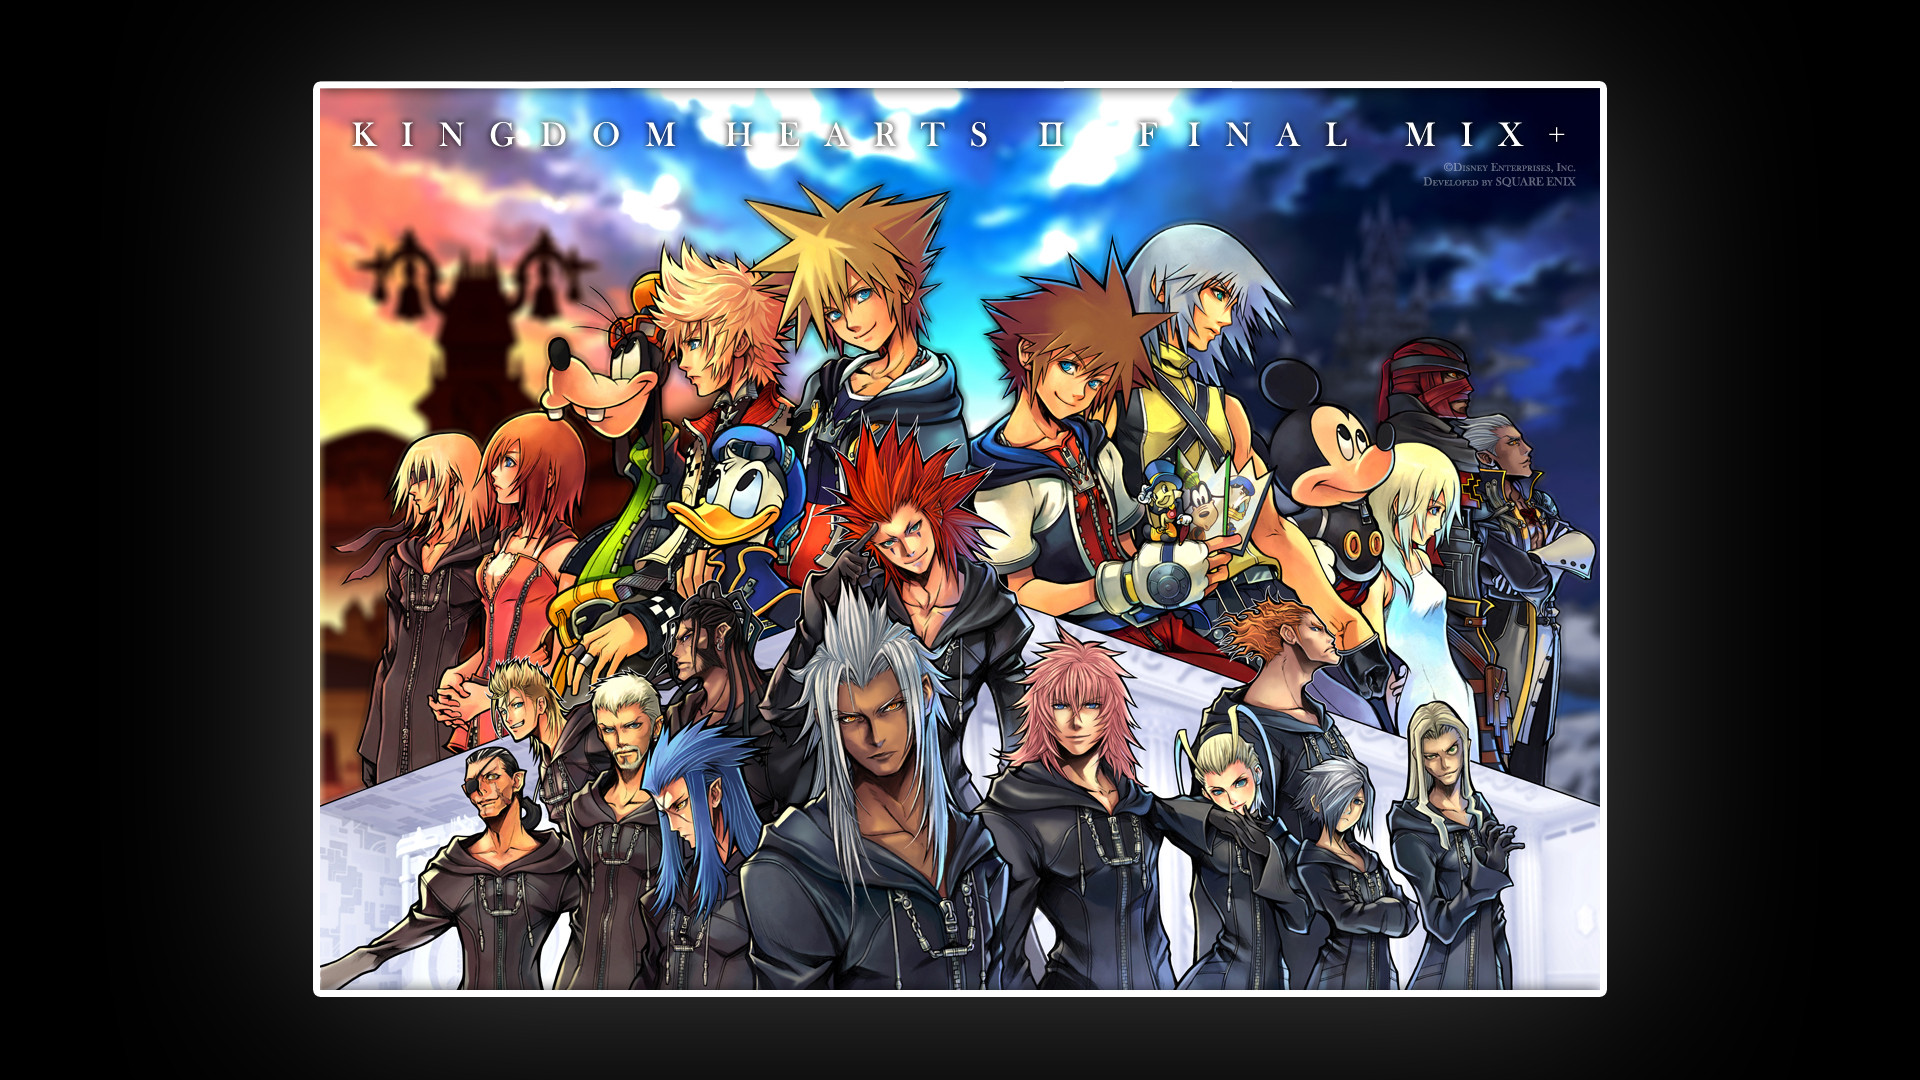 KINGDOM HEARTS II FINAL MIX+
©Disney Enterprises, Inc.
Developed by SQUARE ENIX